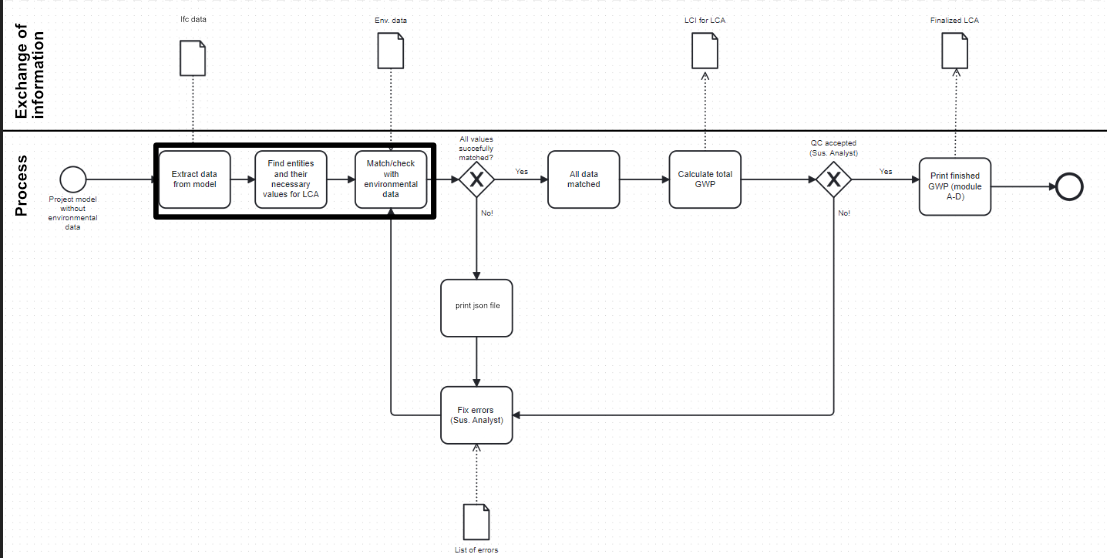 Exchange of
information
Ifc data
Env. data
LCI for LCA
Finalized LCA
Process
Project model
without
environmental
data
Extract data
from model
Find entities
and their
necessary
values for LCA
Match/check
with
environmental
data
All values
succefully
matched?
Yes
No!
All data
matched
Calculate total
GWP
QC accepted
(Sus. Analyst)
Yes
No!
Print finished
GWP (module
A-D)
print json file
Fix errors
(Sus. Analyst)
List of errors